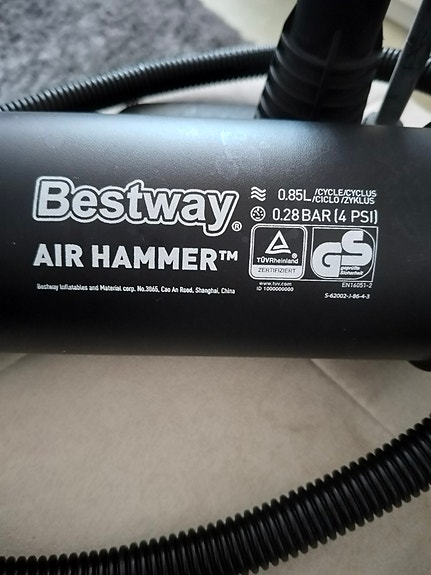 Bestway®
AIR HAMMER™
Bestway Inflatables and Material corp. No.3065, Cao An Road, Shanghai, China
0.85L /CYCLE/CYCLUS
/CICLO/ZYKLUS
0.28BAR (4 PSI)
TÜVRheinland
ZERTIFIZIERT
www.tuv.com
ID 1000000000
GS
geprüfte
Sicherheit
EN16051-2
S-62002-J-86-4-3